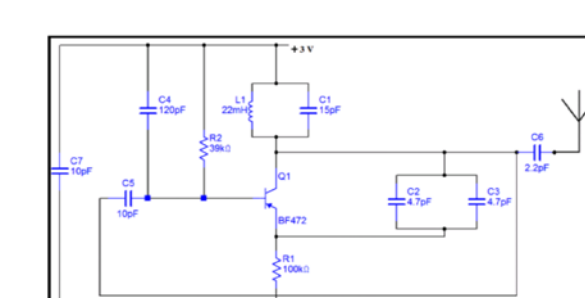 +3 V
C4
120pF
L1
22mH
C1
15pF
R2
39kΩ
C6
2.2pF
C7
10pF
Q1
C5
10pF
C2
4.7pF
C3
4.7pF
BF472
R1
100kΩ